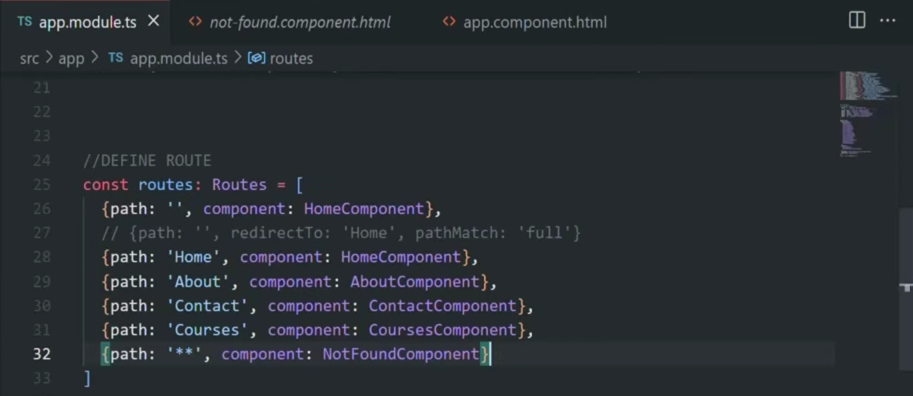 TS app.module.ts × <> not-found.component.html <> app.component.html ...
src > app > TS app.module.ts > routes
21
22
23
24 //DEFINE ROUTE
25 const routes: Routes = [
26 {path: '', component: HomeComponent},
27 // {path: '', redirectTo: 'Home', pathMatch: 'full'}
28 {path: 'Home', component: HomeComponent},
29 {path: 'About', component: AboutComponent},
30 {path: 'Contact', component: ContactComponent},
31 {path: 'Courses', component: CoursesComponent},
32 {path: '**', component: NotFoundComponent}
33 ]